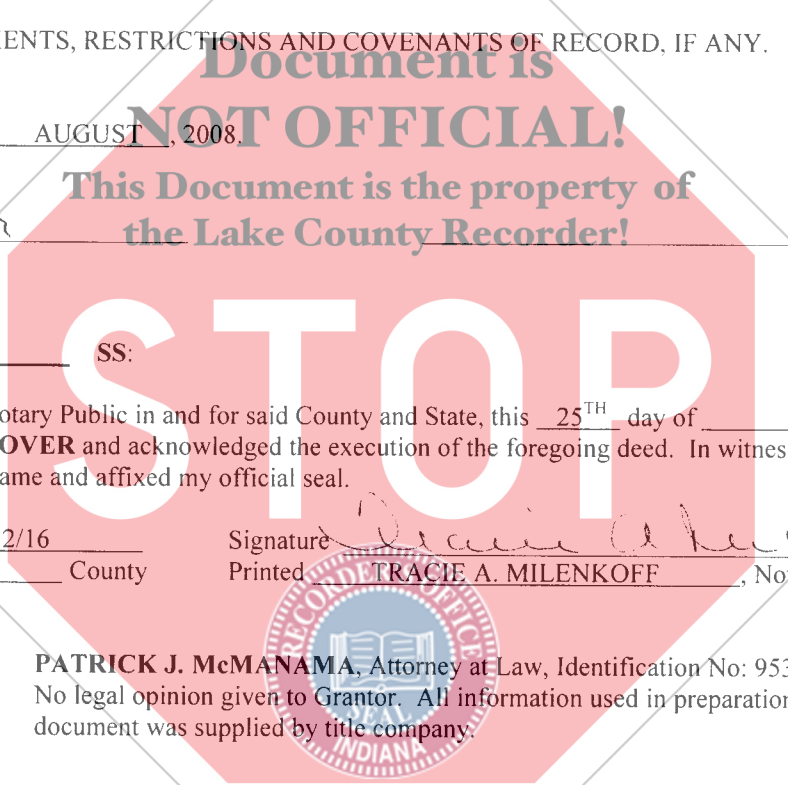 MENTS, RESTRICTIONS AND COVENANTS OF RECORD, IF ANY.
Document is
AUGUST, 2008.
NOT OFFICIAL!
This Document is the property of
the Lake County Recorder!
STOP
SS:
otary Public in and for said County and State, this 25TH day of
OVER and acknowledged the execution of the foregoing deed. In witnes
ame and affixed my official seal.
2/16
Signature Tracie A
County
Printed TRACIE A. MILENKOFF, No
RECORDER'S OFFICE
SEAL
INDIANA
PATRICK J. McMANAMA, Attorney at Law, Identification No: 953
No legal opinion given to Grantor. All information used in preparation
document was supplied by title company.